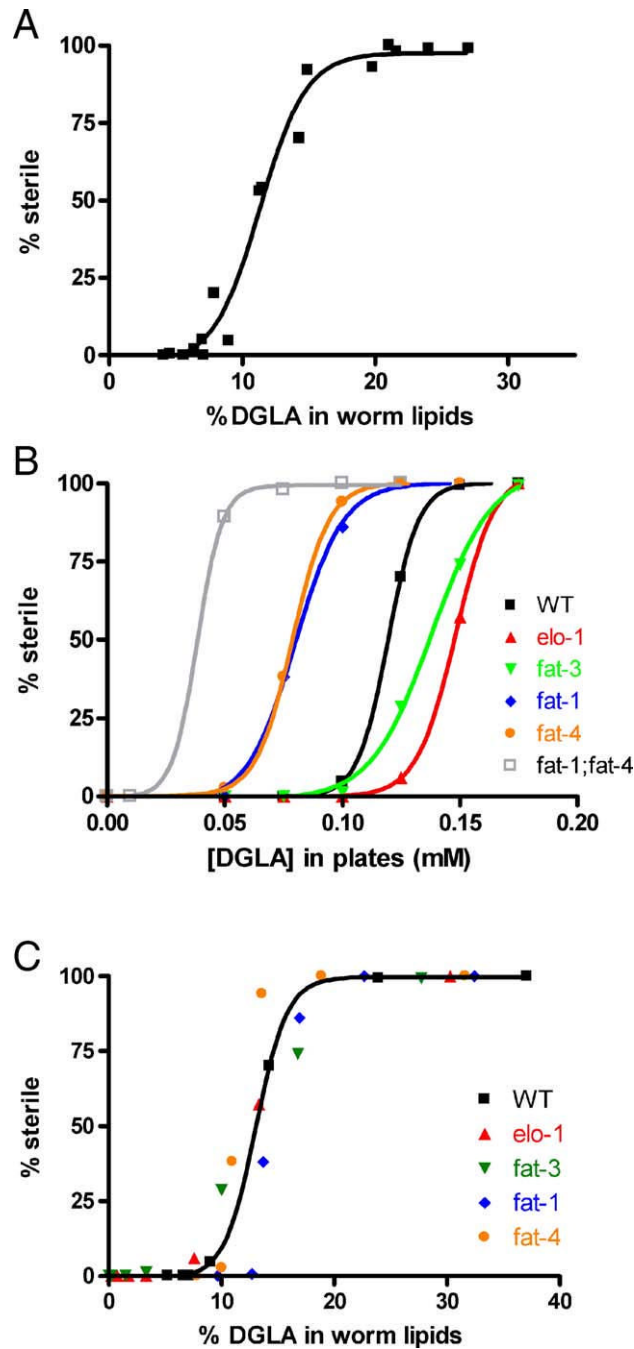 A
100
75
50
25
0
% sterile
0 10 20 30
%DGLA in worm lipids
B
100
75
50
25
0
% sterile
WT
elo-1
fat-3
fat-1
fat-4
fat-1;fat-4
0.00 0.05 0.10 0.15 0.20
[DGLA] in plates (mM)
C
100
75
50
25
0
% sterile
WT
elo-1
fat-3
fat-1
fat-4
0 10 20 30 40
% DGLA in worm lipids